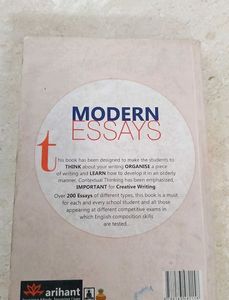 MODERN
ESSAYS
this book has been designed to make the students to
THINK about your writing ORGANISE a piece
of writing and LEARN how to develop it in an orderly
manner. Contextual Thinking has been emphasized,
IMPORTANT for Creative Writing.
Over 200 Essays of different types, this book is a must
for each and every school student and all those
appearing at different competitive exams in
which English composition skills
are tested..
arihant